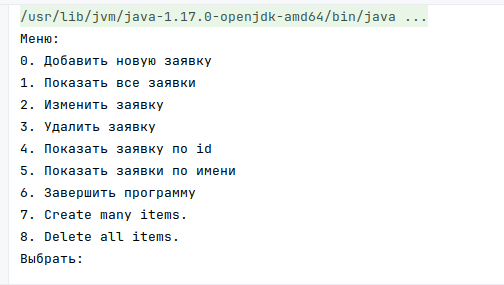 /usr/lib/jvm/java-1.17.0-openjdk-amd64/bin/java ...
Меню:
0. Добавить новую заявку
1. Показать все заявки
2. Изменить заявку
3. Удалить заявку
4. Показать заявку по id
5. Показать заявки по имени
6. Завершить программу
7. Create many items.
8. Delete all items.
Выбрать: